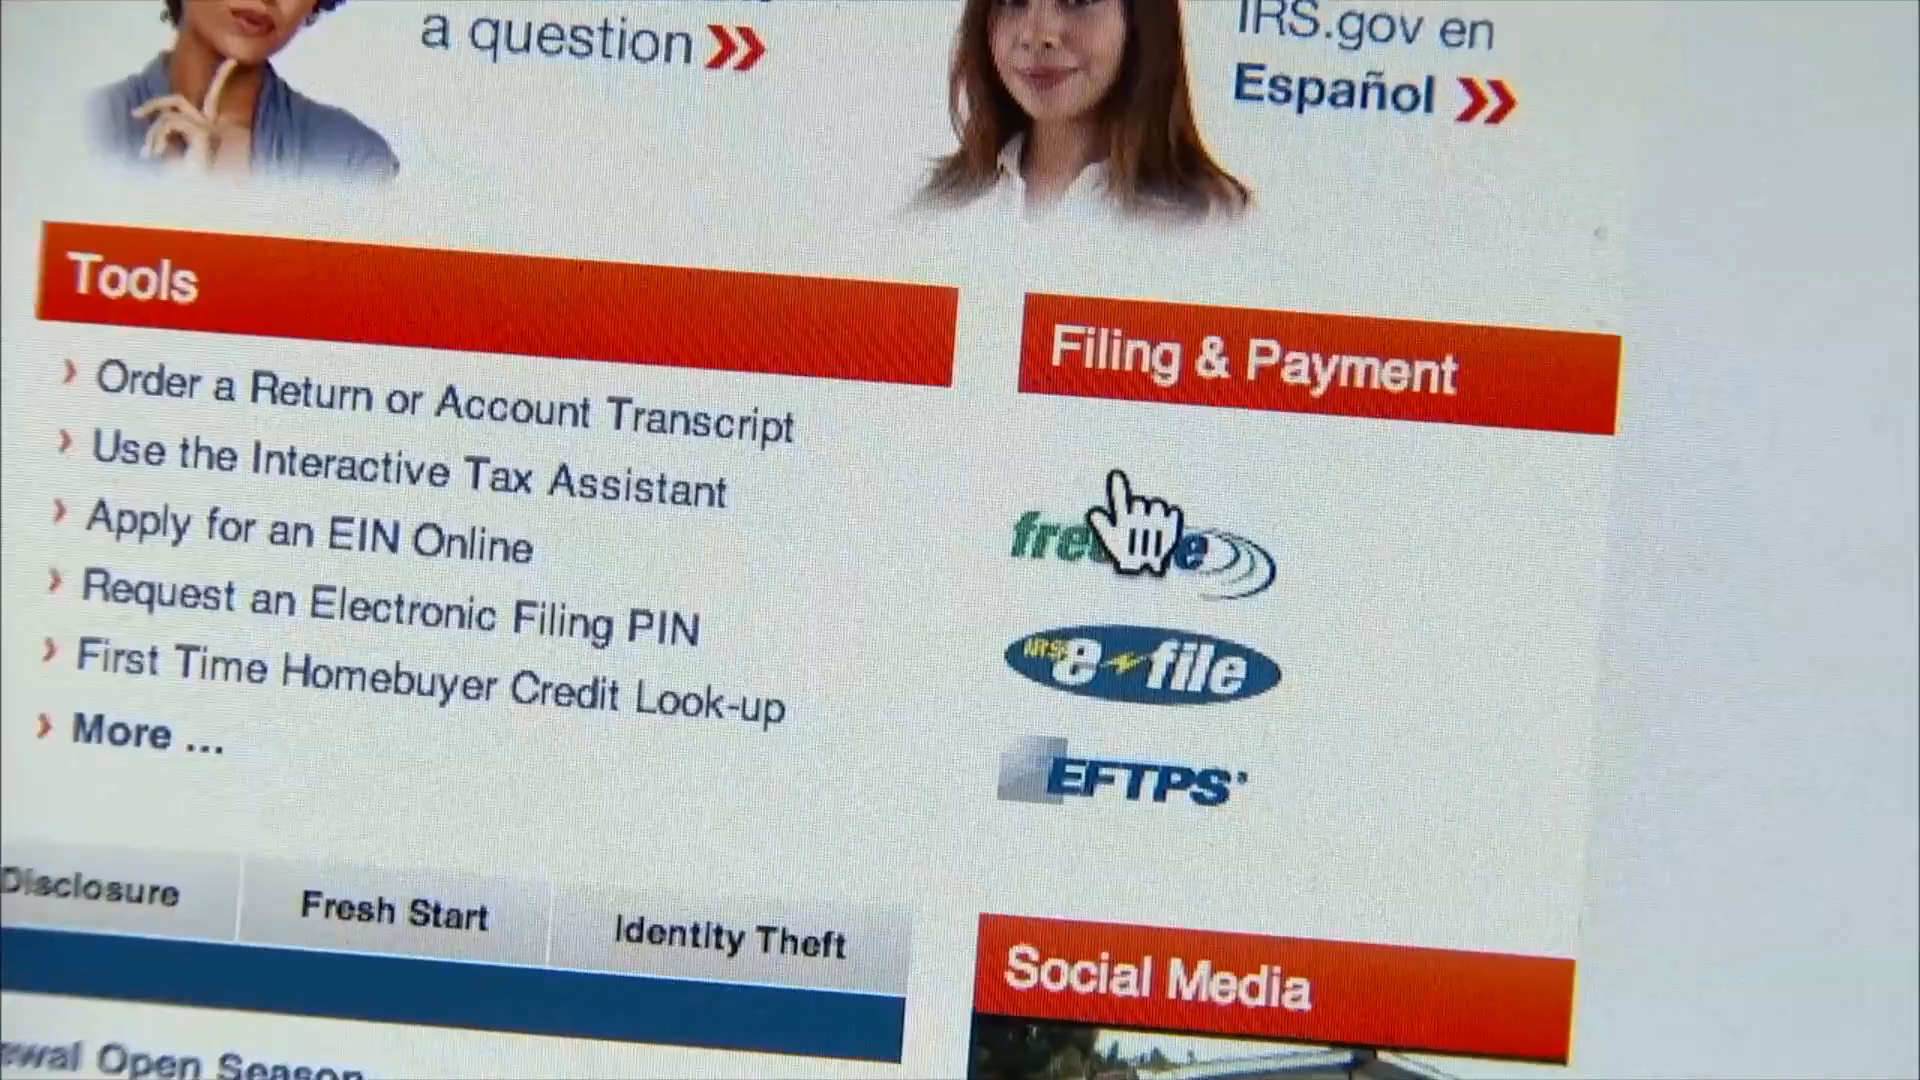 a question
IRS.gov en
Español
Tools
Order a Return or Account Transcript
Use the Interactive Tax Assistant
Apply for an EIN Online
Request an Electronic Filing PIN
First Time Homebuyer Credit Look-up
More ...
Filing & Payment
fre e
IRS e file
EFTPS
Disclosure
Fresh Start
Identity Theft
Social Media
Open Season